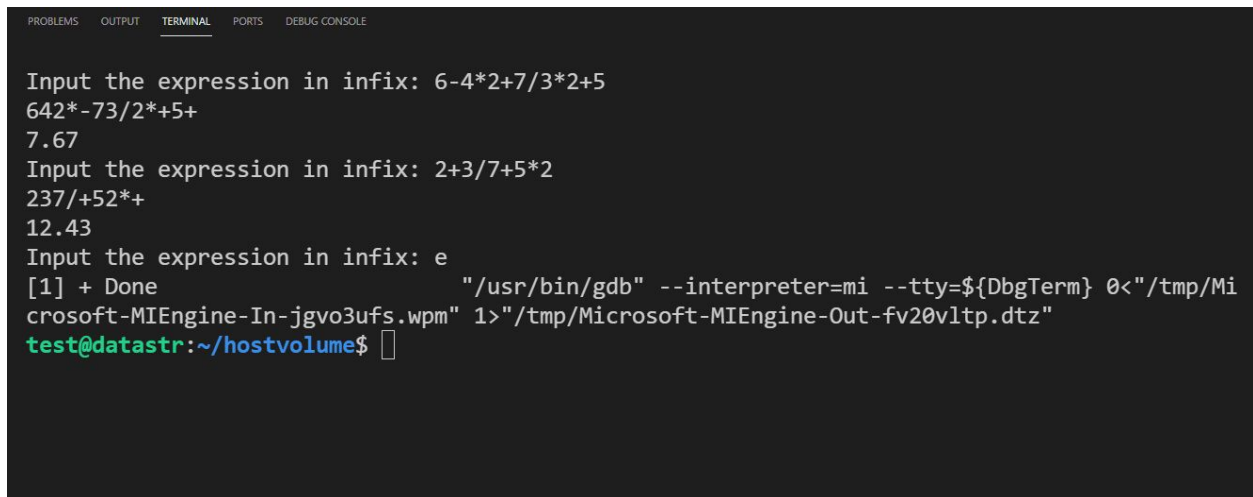 PROBLEMS OUTPUT TERMINAL PORTS DEBUG CONSOLE
Input the expression in infix: 6-4*2+7/3*2+5
642*-73/2*+5+
7.67
Input the expression in infix: 2+3/7+5*2
237/+52*+
12.43
Input the expression in infix: e
[1] + Done                       "/usr/bin/gdb" --interpreter=mi --tty=${DbgTerm} 0<"/tmp/Mi
crosoft-MIEngine-In-jgvo3ufs.wpm" 1>"/tmp/Microsoft-MIEngine-Out-fv20vltp.dtz"
test@datastr:~/hostvolume$